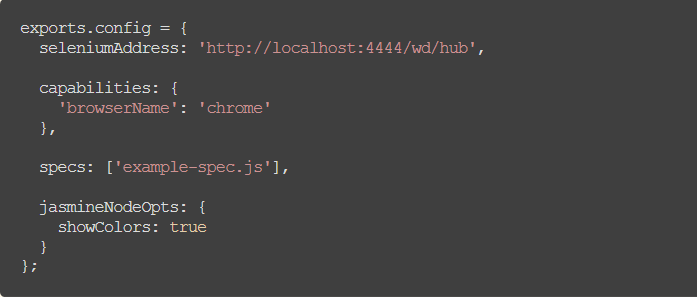 exports.config = {
  seleniumAddress: 'http://localhost:4444/wd/hub',
  capabilities: {
    'browserName': 'chrome'
  },
  specs: ['example-spec.js'],
  jasmineNodeOpts: {
    showColors: true
  }
};